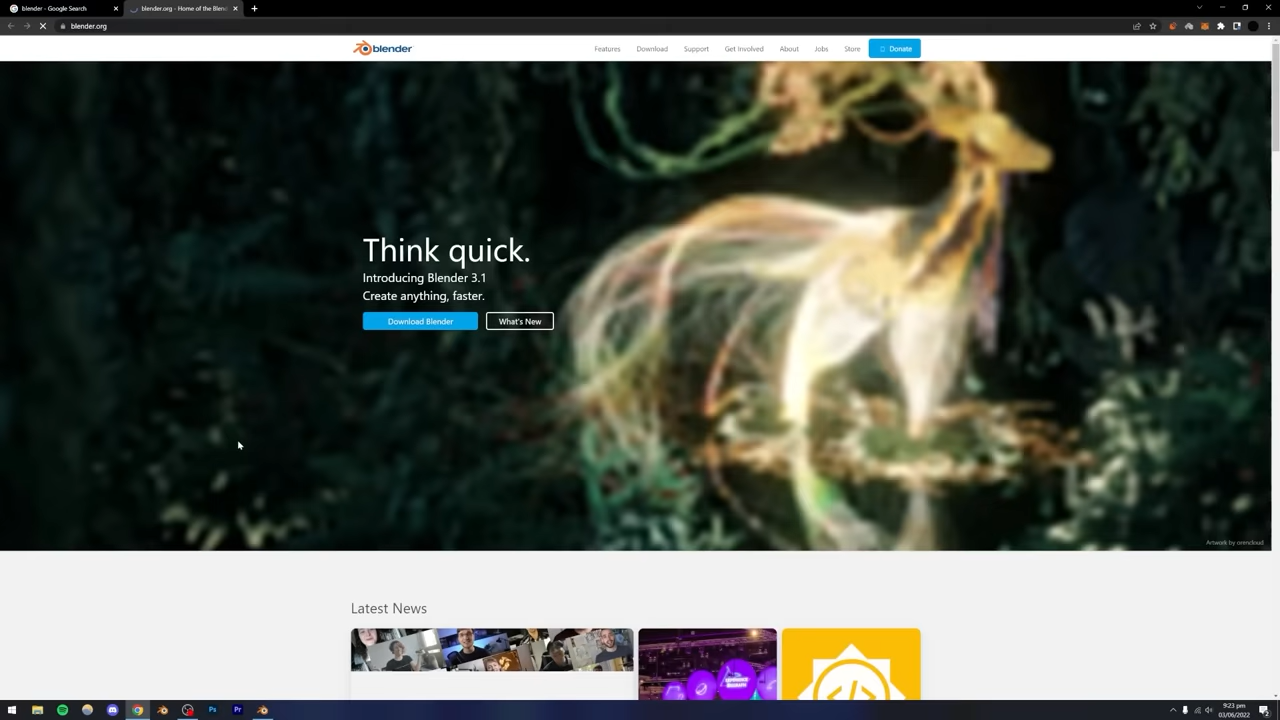 blender - Google Search
blender.org - Home of the Blen
blender.org
blender
Features
Download
Support
Get Involved
About
Jobs
Store
Donate
Think quick.
Introducing Blender 3.1
Create anything, faster.
Download Blender
What's New
Artwork by orencloud
Latest News
</>
Ps
Pr
9:23 pm
03/06/2022